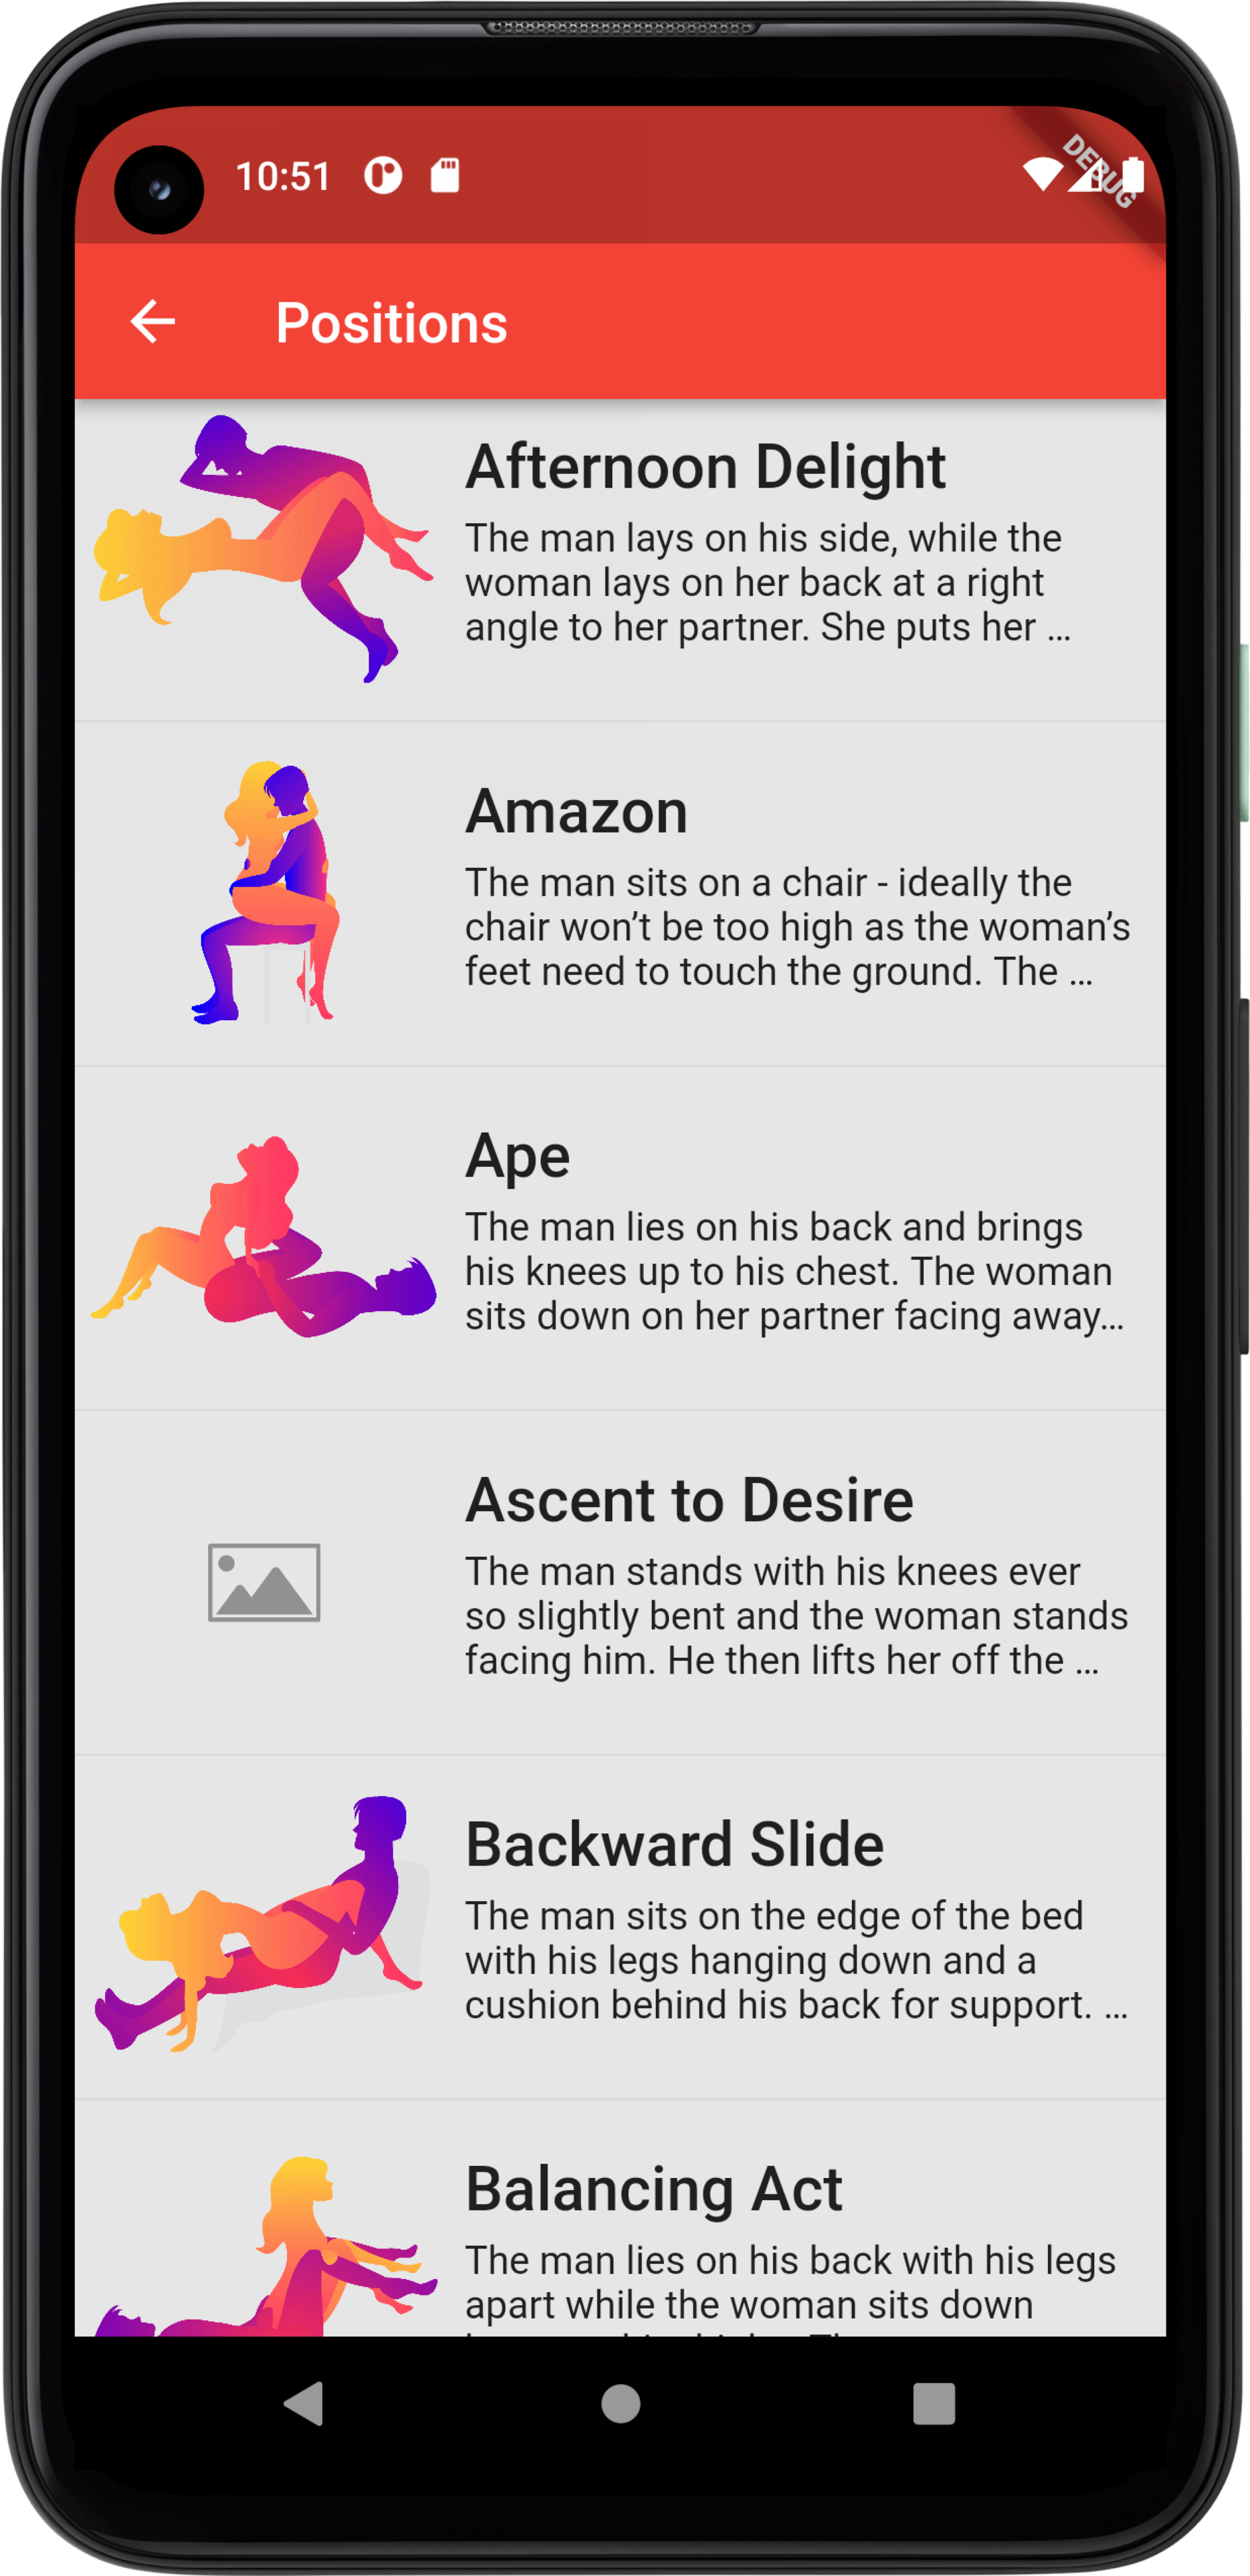 10:51
DEBUG
Positions
Afternoon Delight
The man lays on his side, while the
woman lays on her back at a right
angle to her partner. She puts her ...
Amazon
The man sits on a chair - ideally the
chair won’t be too high as the woman’s
feet need to touch the ground. The ...
Ape
The man lies on his back and brings
his knees up to his chest. The woman
sits down on her partner facing away...
Ascent to Desire
The man stands with his knees ever
so slightly bent and the woman stands
facing him. He then lifts her off the ...
Backward Slide
The man sits on the edge of the bed
with his legs hanging down and a
cushion behind his back for support. ...
Balancing Act
The man lies on his back with his legs
apart while the woman sits down